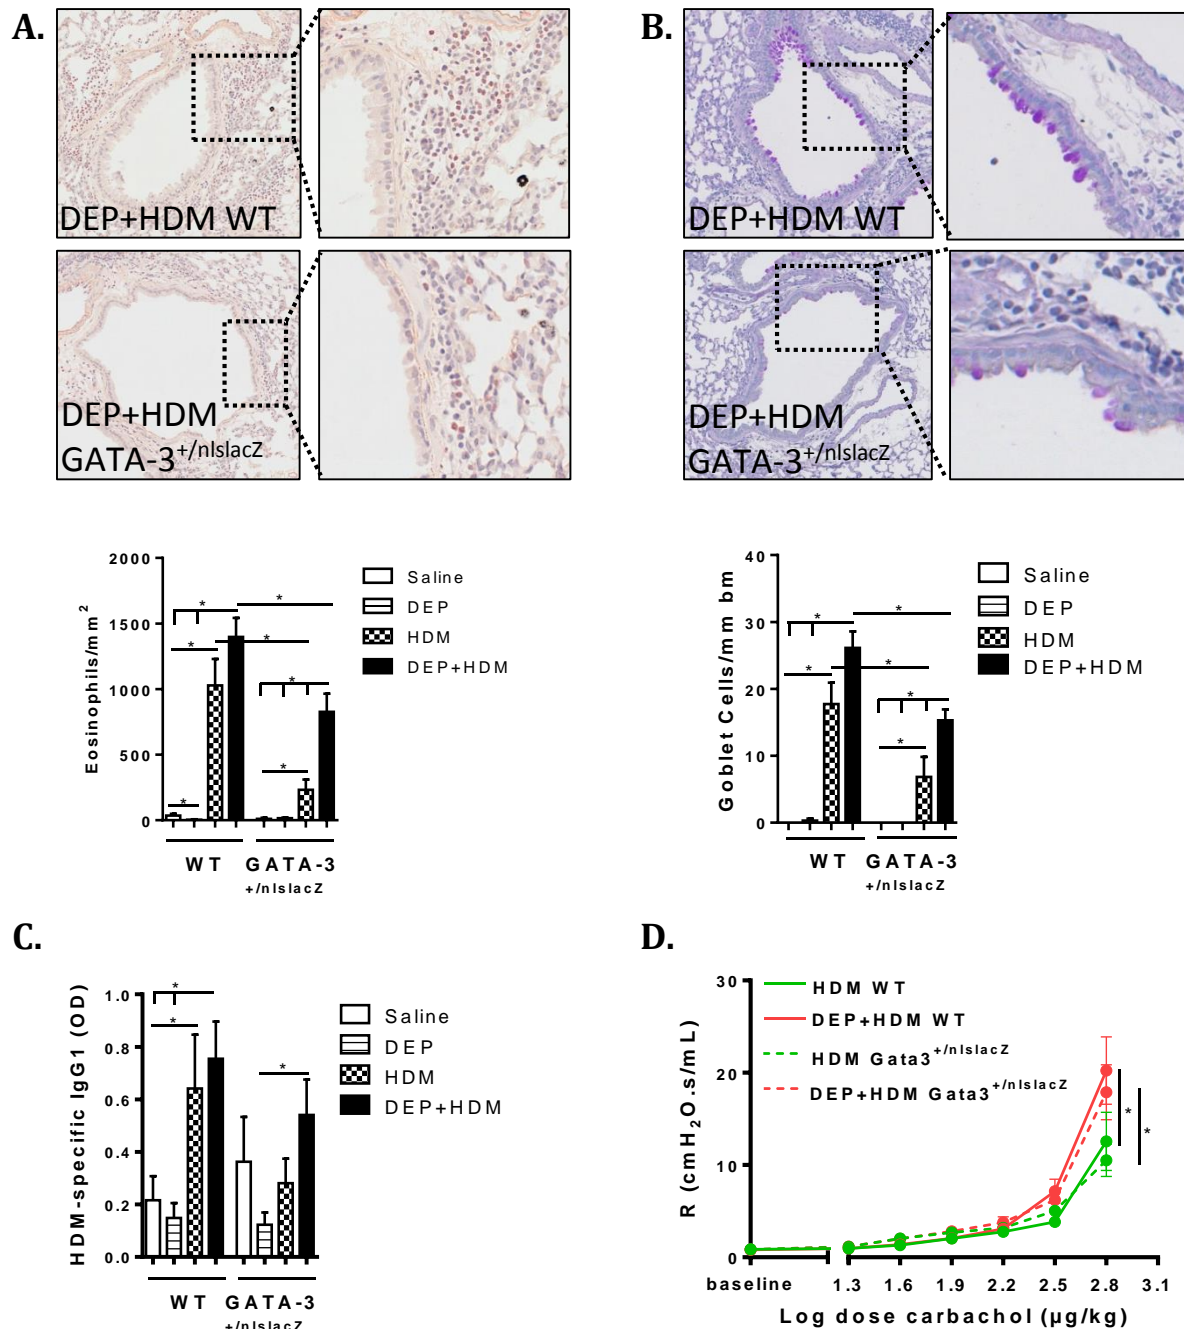 A.
DEP+HDM WT
DEP+HDM
GATA-3+/nlslacZ
B.
DEP+HDM WT
DEP+HDM
GATA-3+/nlslacZ
Eosinophils/mm2
2000
1500
1000
500
0
*
*
*
*
*
*
*
WT
GATA-3
+/nlslacZ
Saline
DEP
HDM
DEP+HDM
Goblet Cells/mm bm
40
30
20
10
0
*
*
*
*
*
*
WT
GATA-3
+/nlslacZ
Saline
DEP
HDM
DEP+HDM
C.
HDM-specific IgG1 (OD)
1.0
0.8
0.6
0.4
0.2
0.0
*
*
*
WT
GATA-3
+/nlslacZ
Saline
DEP
HDM
DEP+HDM
D.
R (cmH2O.s/mL)
30
20
10
0
HDM WT
DEP+HDM WT
HDM Gata3+/nlslacZ
DEP+HDM Gata3+/nlslacZ
*
*
baseline 1.3 1.6 1.9 2.2 2.5 2.8 3.1
Log dose carbachol (µg/kg)